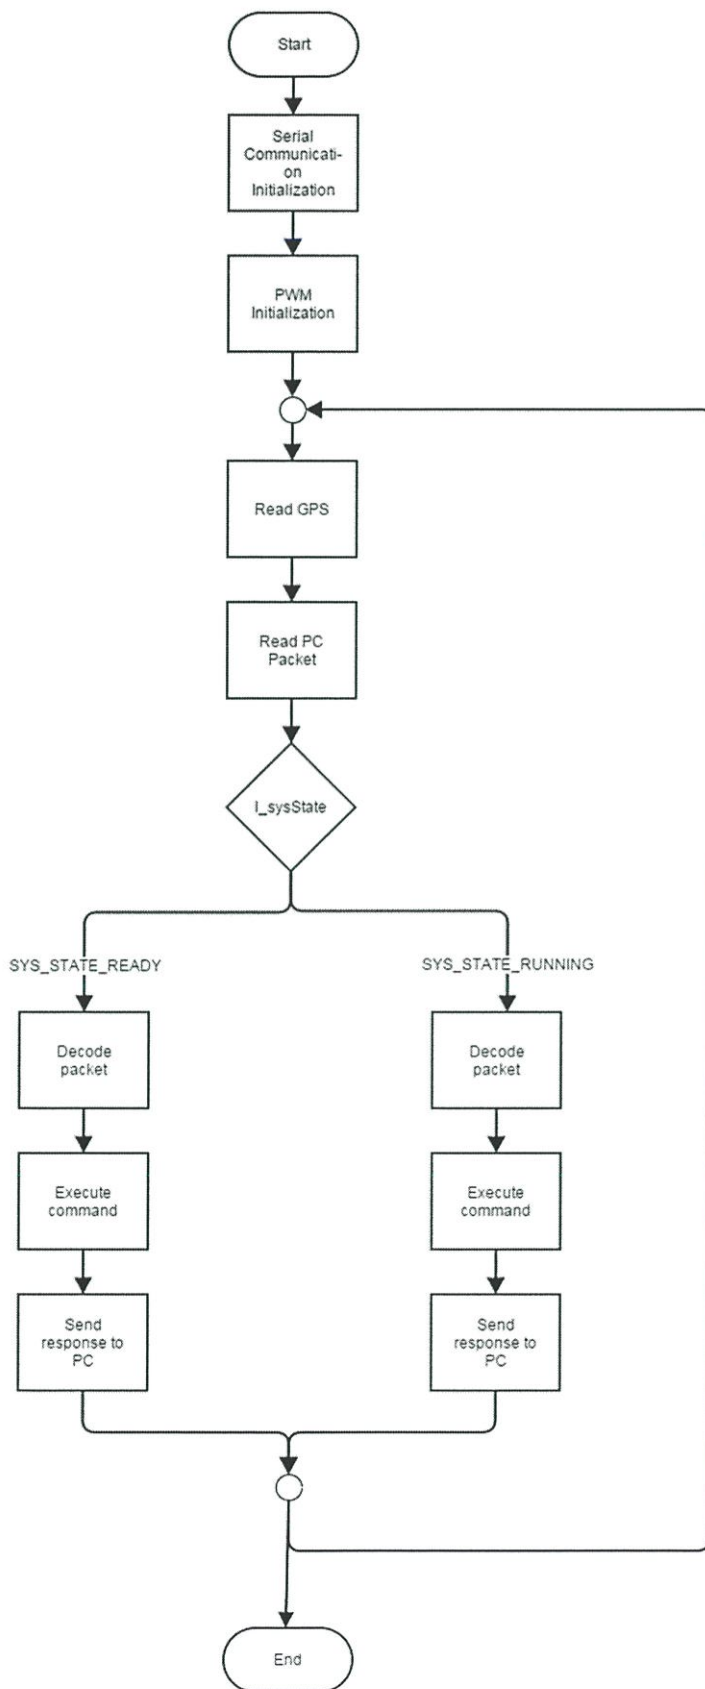 Start
Serial
Communicati-
on
Initialization
PWM
Initialization
Read GPS
Read PC
Packet
I_sysState
SYS_STATE_READY
SYS_STATE_RUNNING
Decode
packet
Decode
packet
Execute
command
Execute
command
Send
response to
PC
Send
response to
PC
End